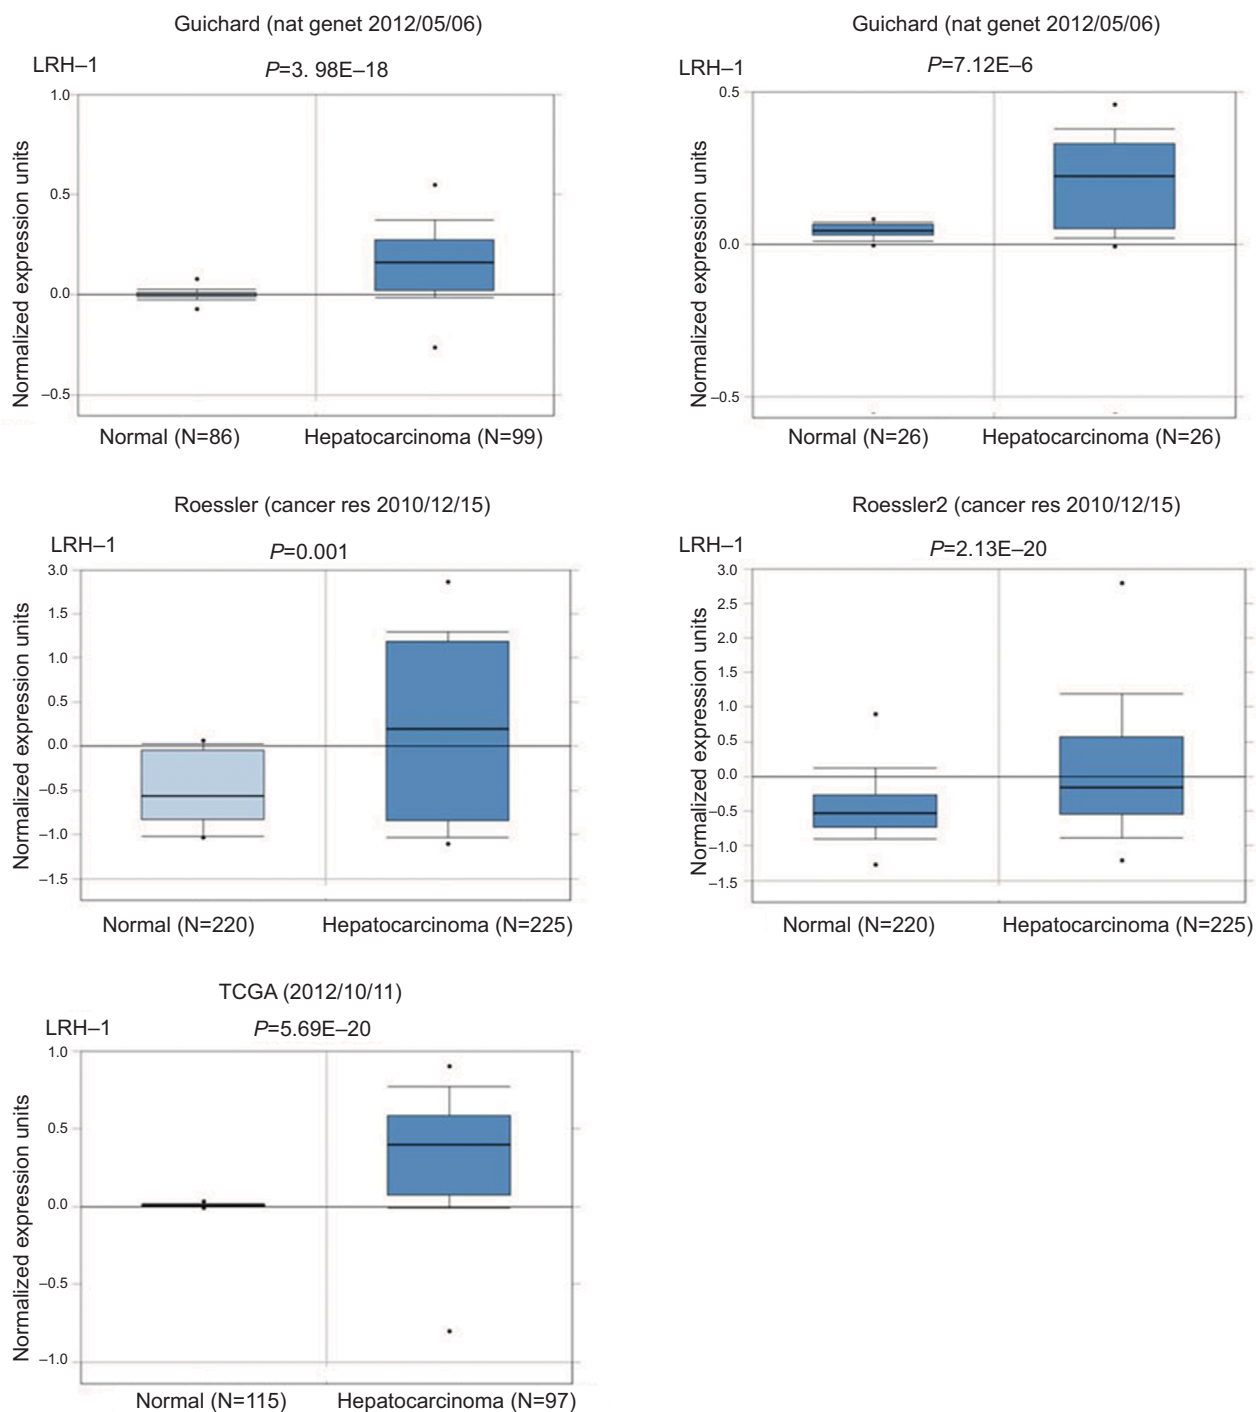 Guichard (nat genet 2012/05/06)
LRH–1
P=3. 98E–18
Normalized expression units
1.0
0.5
0.0
–0.5
Normal (N=86)
Hepatocarcinoma (N=99)
Guichard (nat genet 2012/05/06)
LRH–1
P=7.12E–6
Normalized expression units
0.5
0.0
–0.5
Normal (N=26)
Hepatocarcinoma (N=26)
Roessler (cancer res 2010/12/15)
LRH–1
P=0.001
Normalized expression units
3.0
1.5
1.0
0.5
0.0
–0.5
–1.0
–1.5
Normal (N=220)
Hepatocarcinoma (N=225)
Roessler2 (cancer res 2010/12/15)
LRH–1
P=2.13E–20
Normalized expression units
3.0
2.5
2.0
1.5
1.0
0.5
0.0
–0.5
–1.0
–1.5
Normal (N=220)
Hepatocarcinoma (N=225)
TCGA (2012/10/11)
LRH–1
P=5.69E–20
Normalized expression units
1.0
0.5
0.0
–0.5
–1.0
Normal (N=115)
Hepatocarcinoma (N=97)